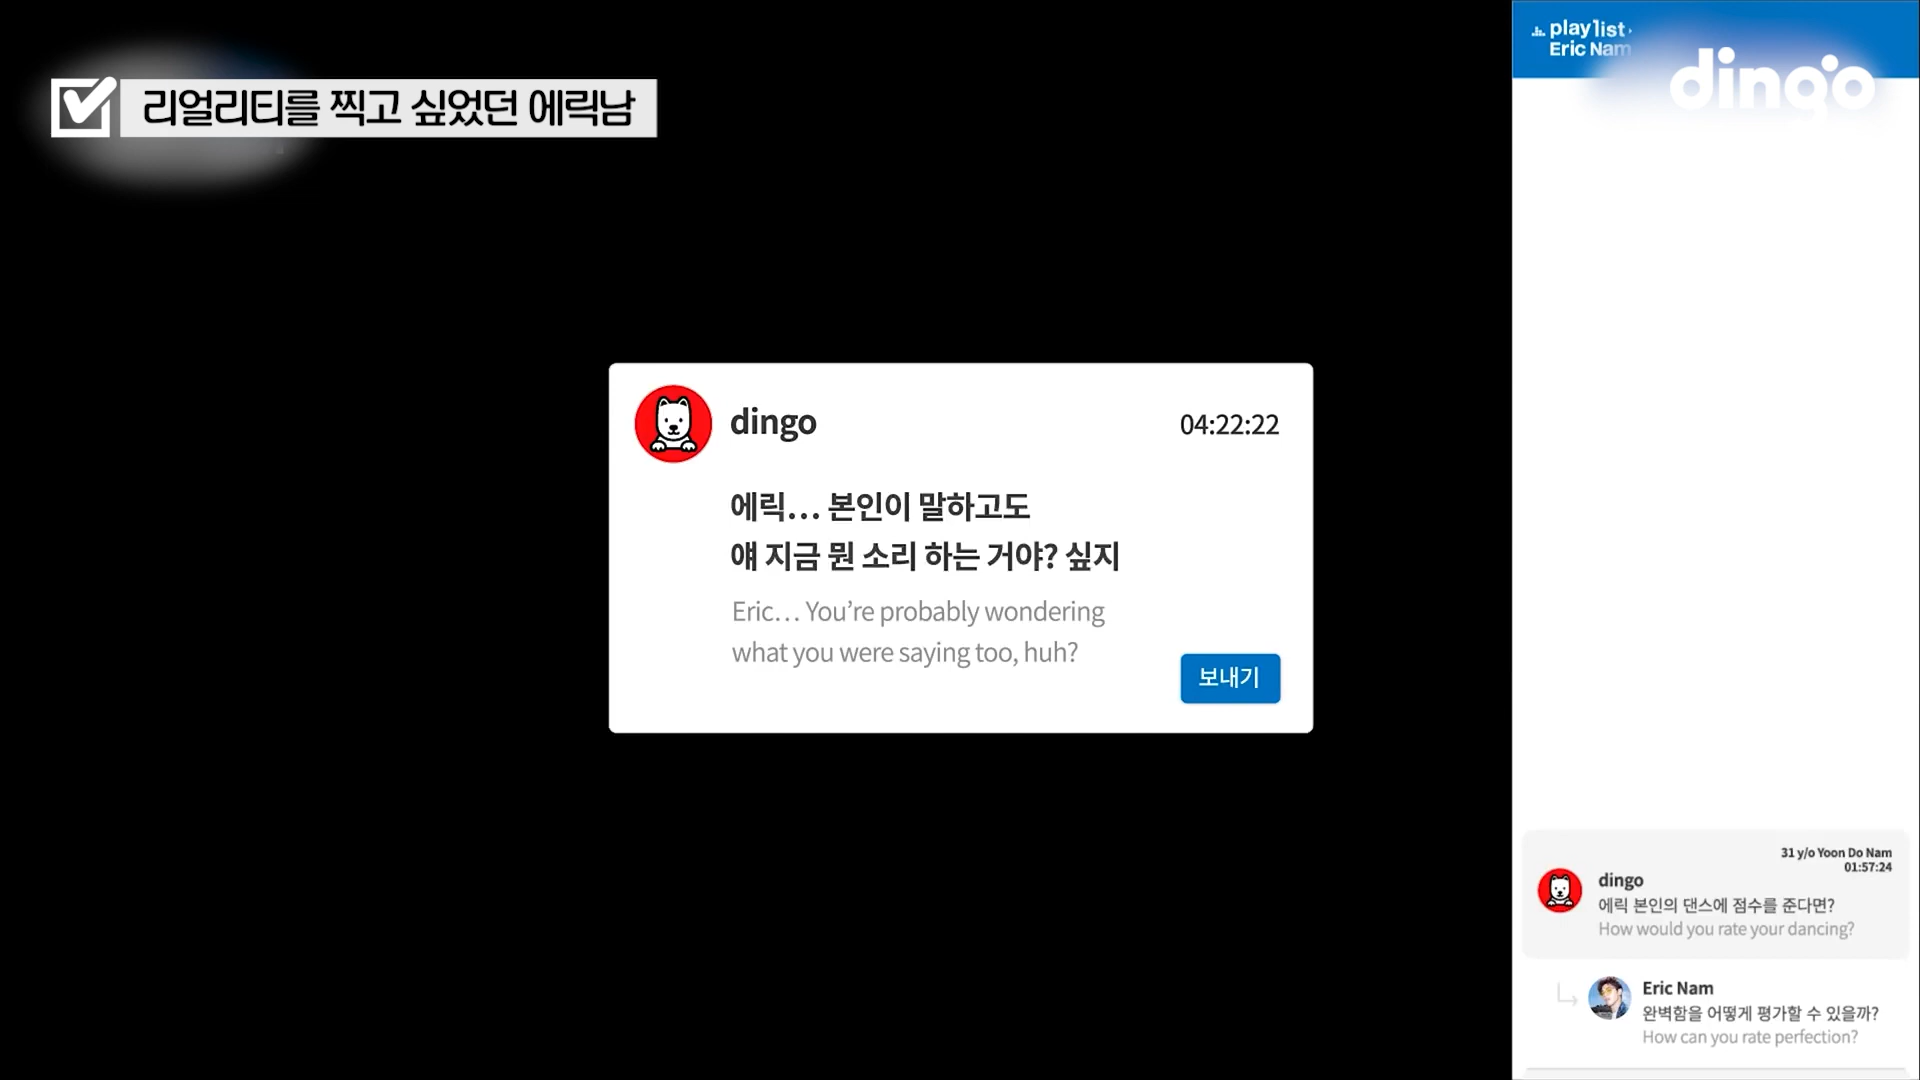 리얼리티를 찍고 싶었던 에릭남
dingo
04:22:22
에릭... 본인이 말하고도
얘 지금 뭔 소리 하는 거야? 싶지
Eric... You're probably wondering
what you were saying too, huh?
보내기
playlist
Eric Nam
dingo
31 y/o Yoon Do Nam
01:57:24
dingo
에릭 본인의 댄스에 점수를 준다면?
How would you rate your dancing?
Eric Nam
완벽함을 어떻게 평가할 수 있을까?
How can you rate perfection?